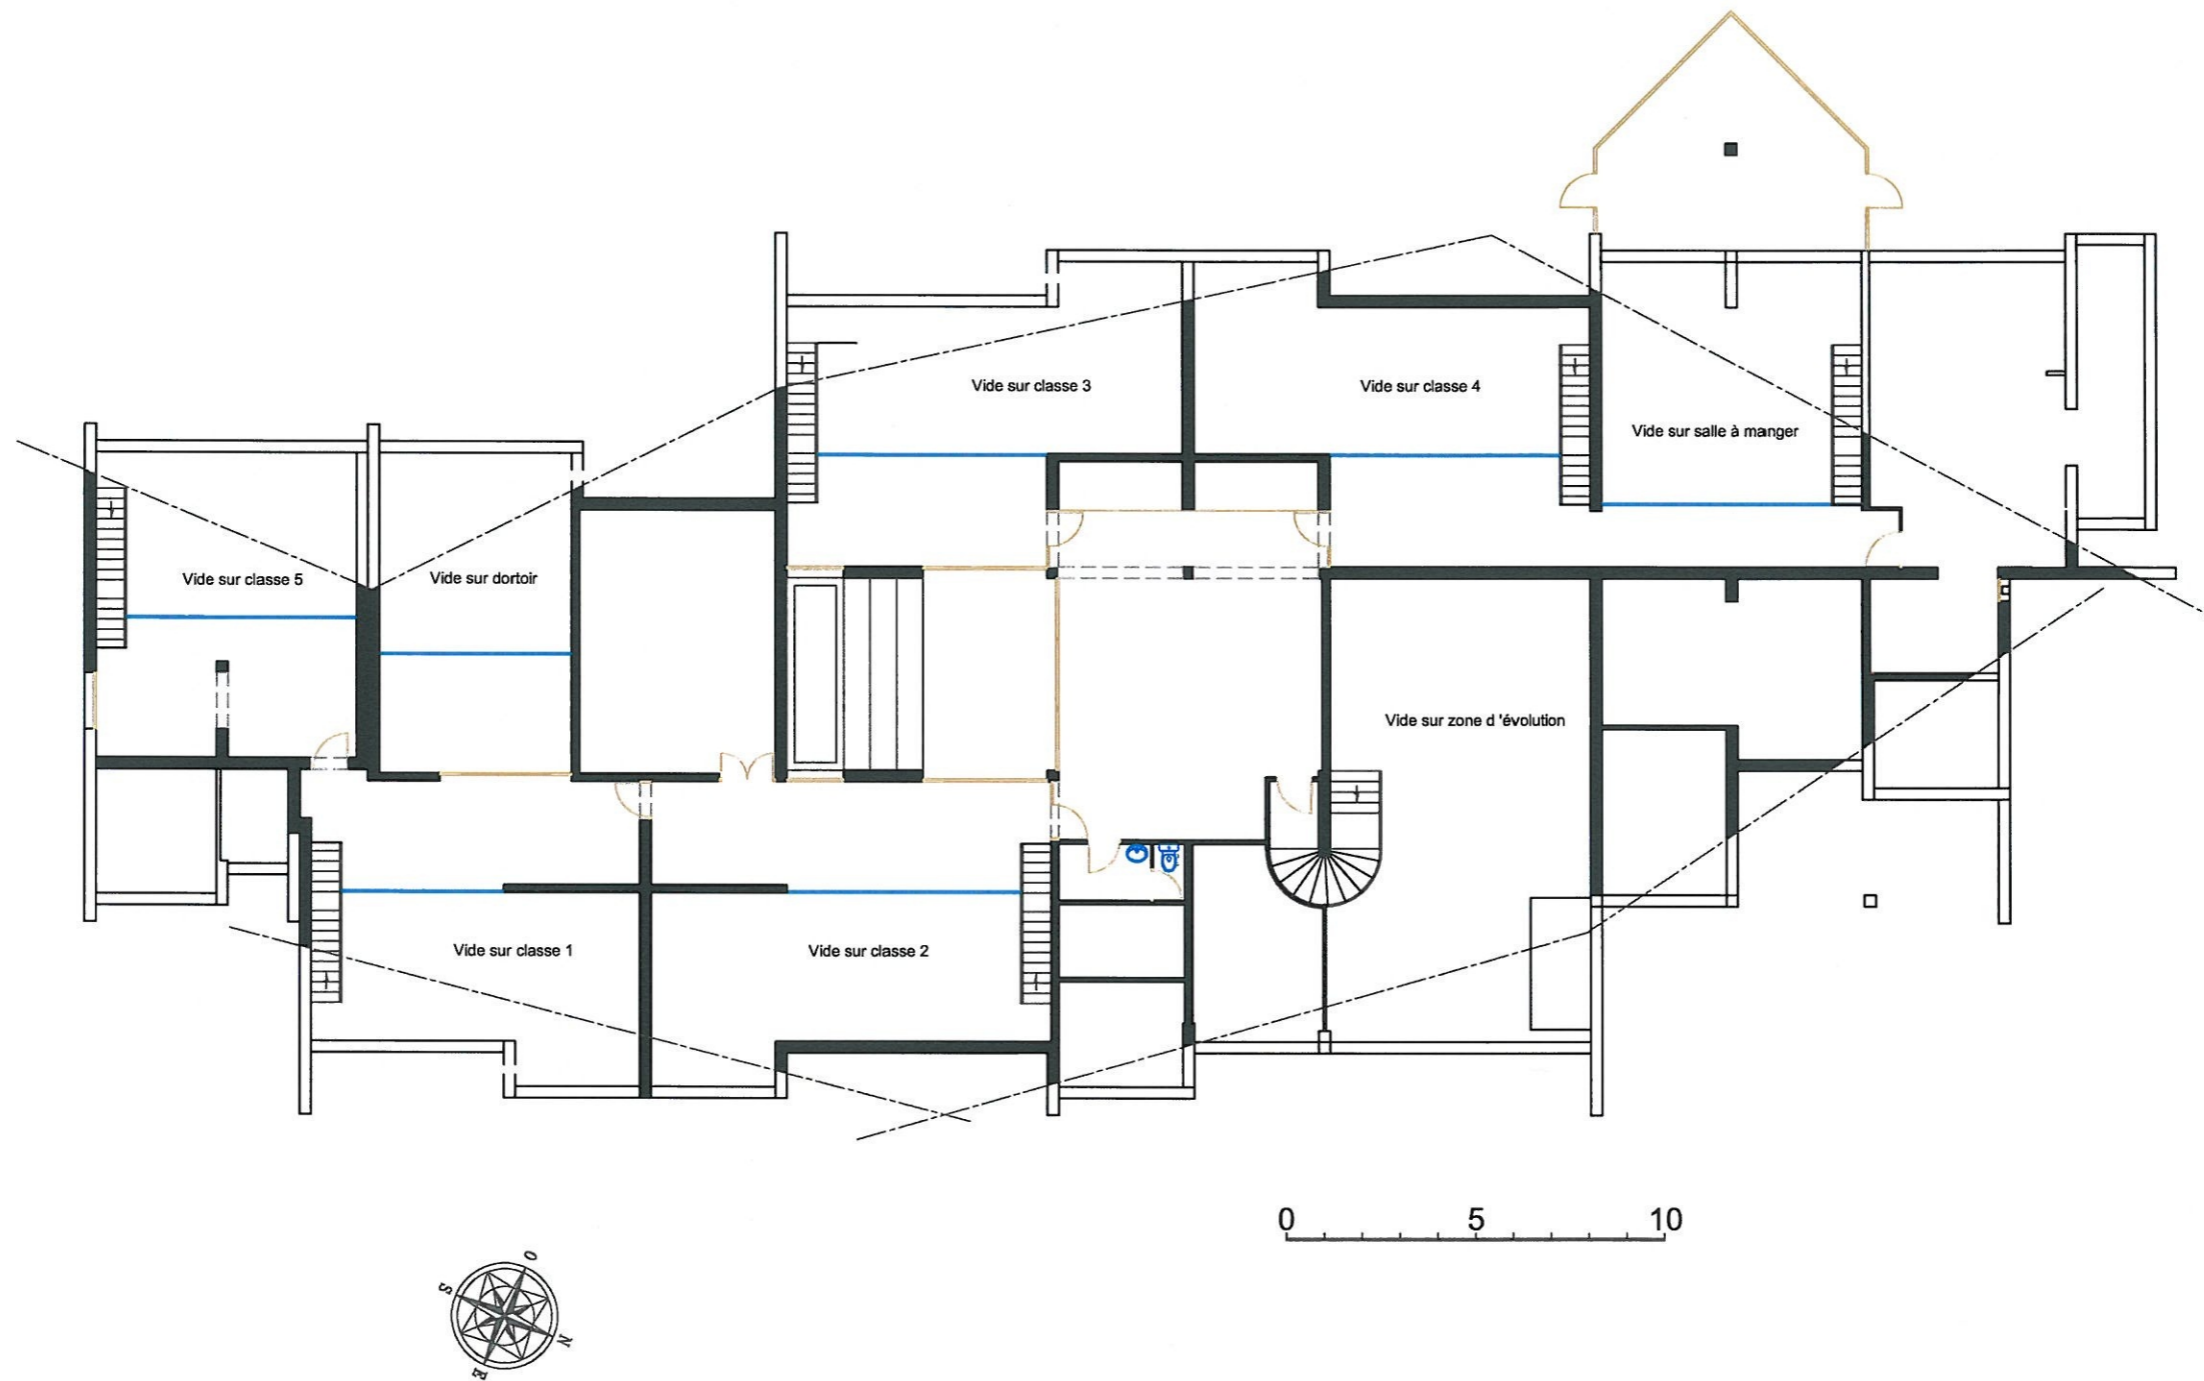 Vide sur classe 3
Vide sur classe 4
Vide sur salle à manger
Vide sur classe 5
Vide sur dortoir
Vide sur zone d 'évolution
Vide sur classe 1
Vide sur classe 2
0 5 10
O
S
N
E